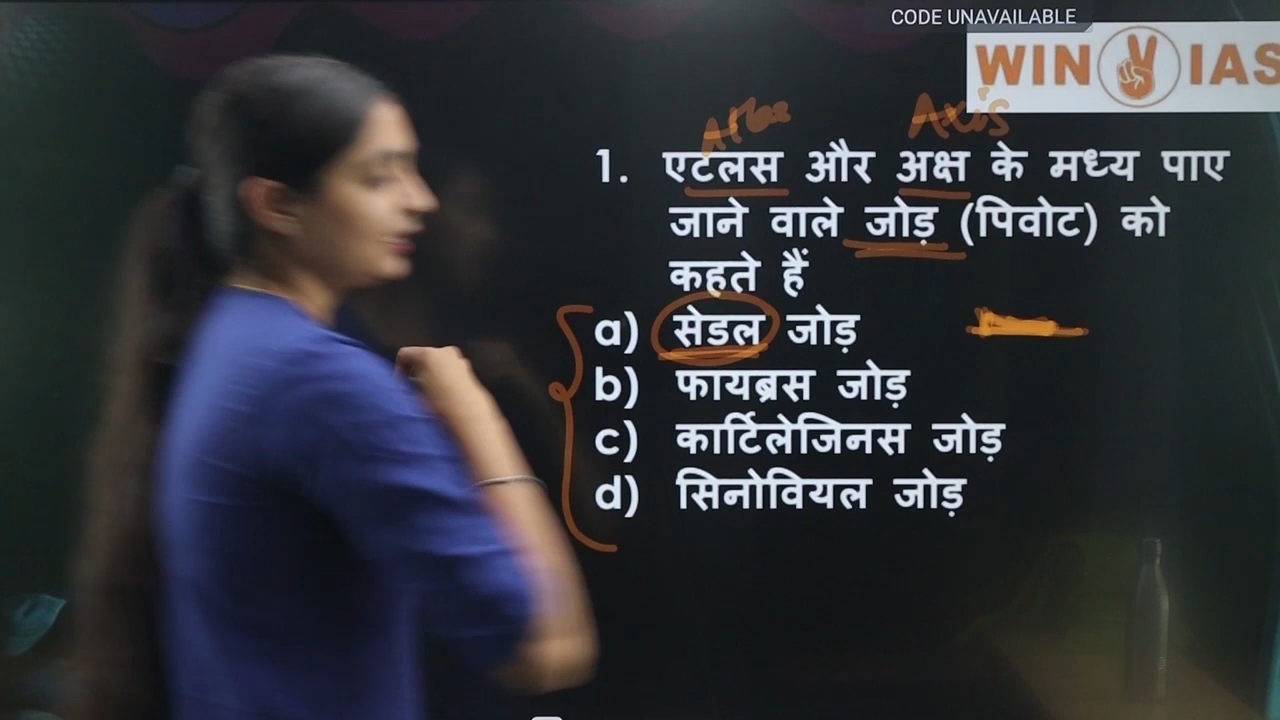 CODE UNAVAILABLE
WIN IAS
Atlas Axis
1. एटलस और अक्ष के मध्य पाए
जाने वाले जोड़ (पिवोट) को
कहते हैं
a) सेडल जोड़
b) फायब्रस जोड़
c) कार्टिलेजिनस जोड़
d) सिनोवियल जोड़